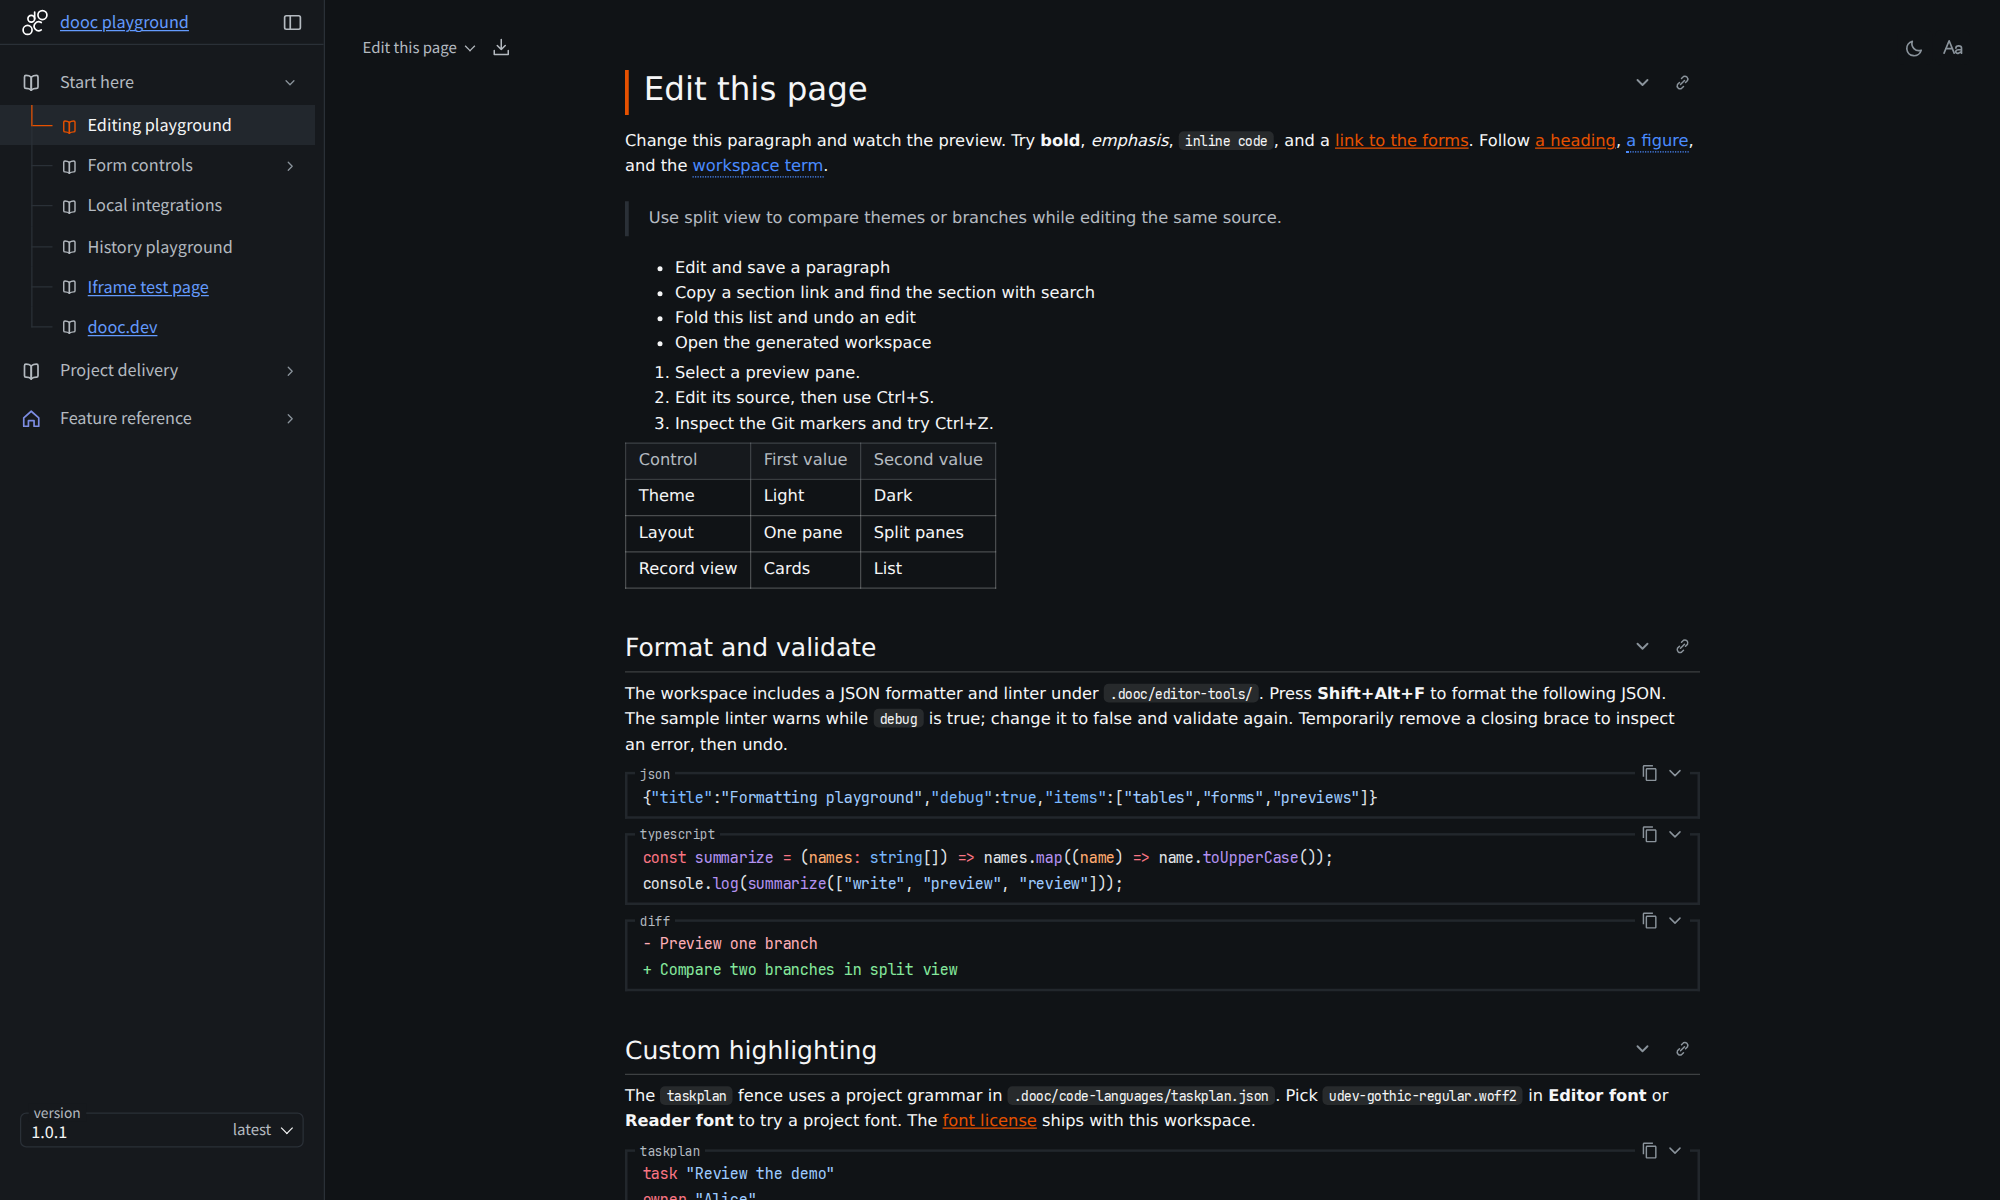 dooc playground
Start here
Editing playground
Form controls
Local integrations
History playground
Iframe test page
dooc.dev
Project delivery
Feature reference
version
1.0.1 latest
Edit this page
Aa
Edit this page
Change this paragraph and watch the preview. Try bold, emphasis, inline code, and a link to the forms. Follow a heading, a figure,
and the workspace term.
Use split view to compare themes or branches while editing the same source.
• Edit and save a paragraph
• Copy a section link and find the section with search
• Fold this list and undo an edit
• Open the generated workspace
1. Select a preview pane.
2. Edit its source, then use Ctrl+S.
3. Inspect the Git markers and try Ctrl+Z.
Control First value Second value
Theme Light Dark
Layout One pane Split panes
Record view Cards List
Format and validate
The workspace includes a JSON formatter and linter under .dooc/editor-tools/. Press Shift+Alt+F to format the following JSON.
The sample linter warns while debug is true; change it to false and validate again. Temporarily remove a closing brace to inspect
an error, then undo.
json
{"title":"Formatting playground","debug":true,"items":["tables","forms","previews"]}
typescript
const summarize = (names: string[]) => names.map((name) => name.toUpperCase());
console.log(summarize(["write", "preview", "review"]));
diff
- Preview one branch
+ Compare two branches in split view
Custom highlighting
The taskplan fence uses a project grammar in .dooc/code-languages/taskplan.json. Pick udev-gothic-regular.woff2 in Editor font or
Reader font to try a project font. The font license ships with this workspace.
taskplan
task "Review the demo"
owner "Alice"